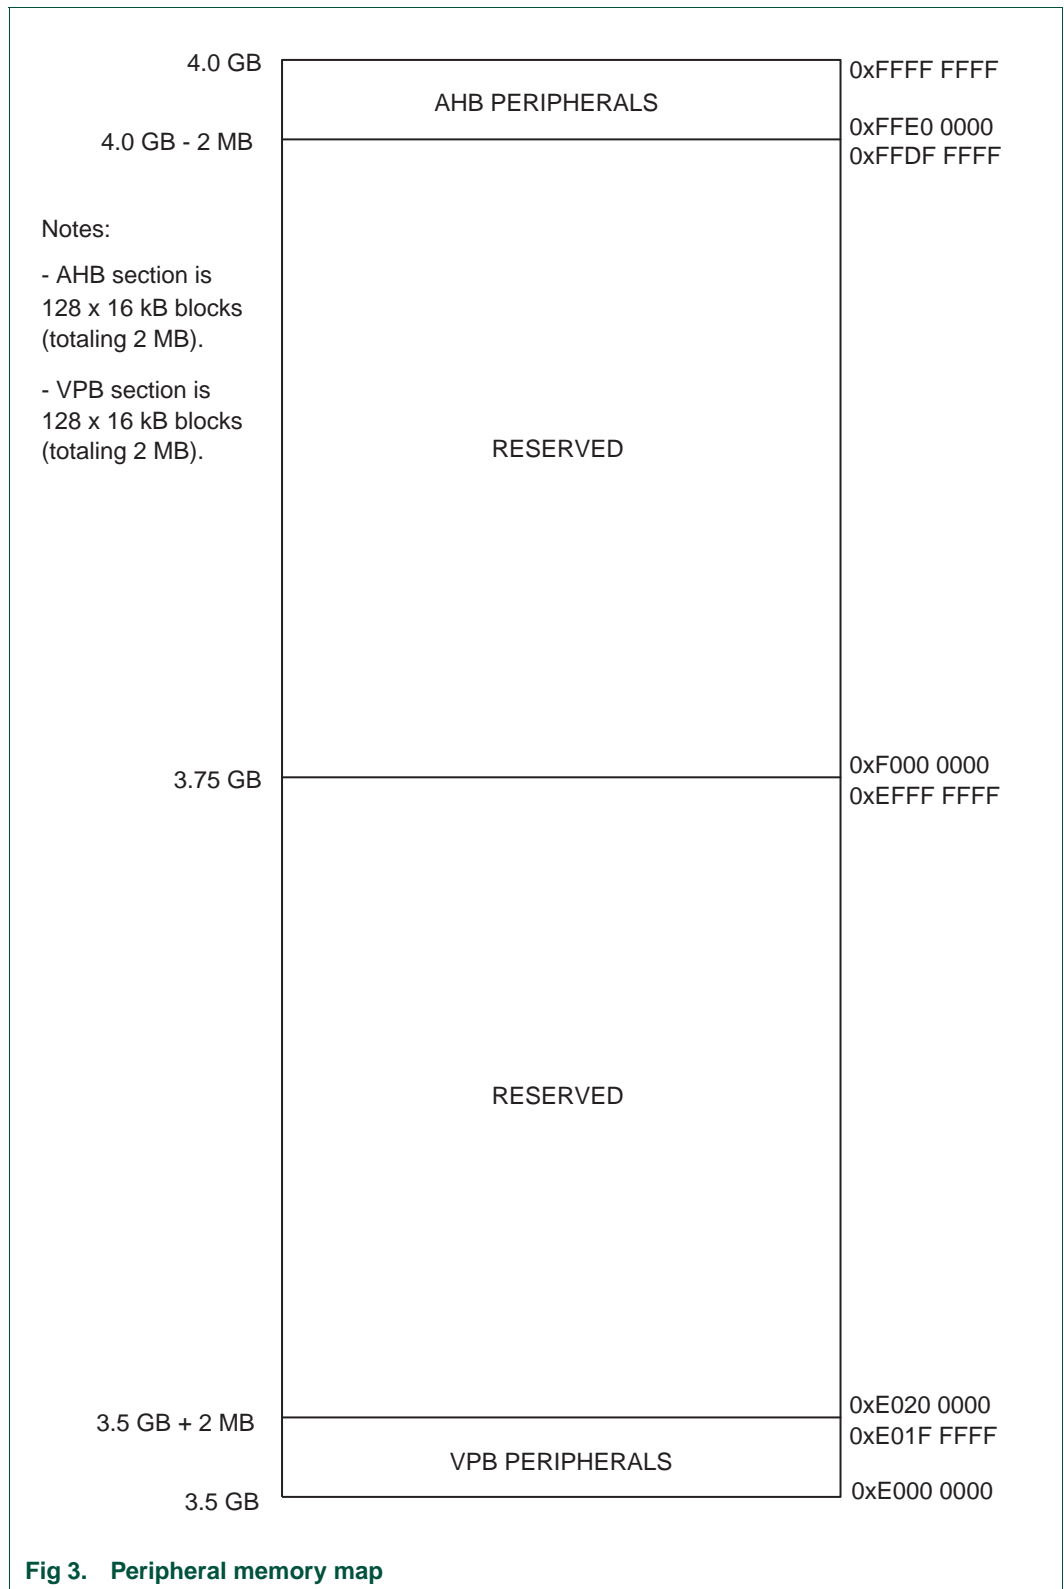 4.0 GB
0xFFFF FFFF
AHB PERIPHERALS
4.0 GB - 2 MB
0xFFE0 0000
0xFFDF FFFF
Notes:
- AHB section is
128 x 16 kB blocks
(totaling 2 MB).
- VPB section is
128 x 16 kB blocks
(totaling 2 MB).
RESERVED
3.75 GB
0xF000 0000
0xEFFF FFFF
RESERVED
3.5 GB + 2 MB
0xE020 0000
0xE01F FFFF
VPB PERIPHERALS
3.5 GB
0xE000 0000
Fig 3. Peripheral memory map